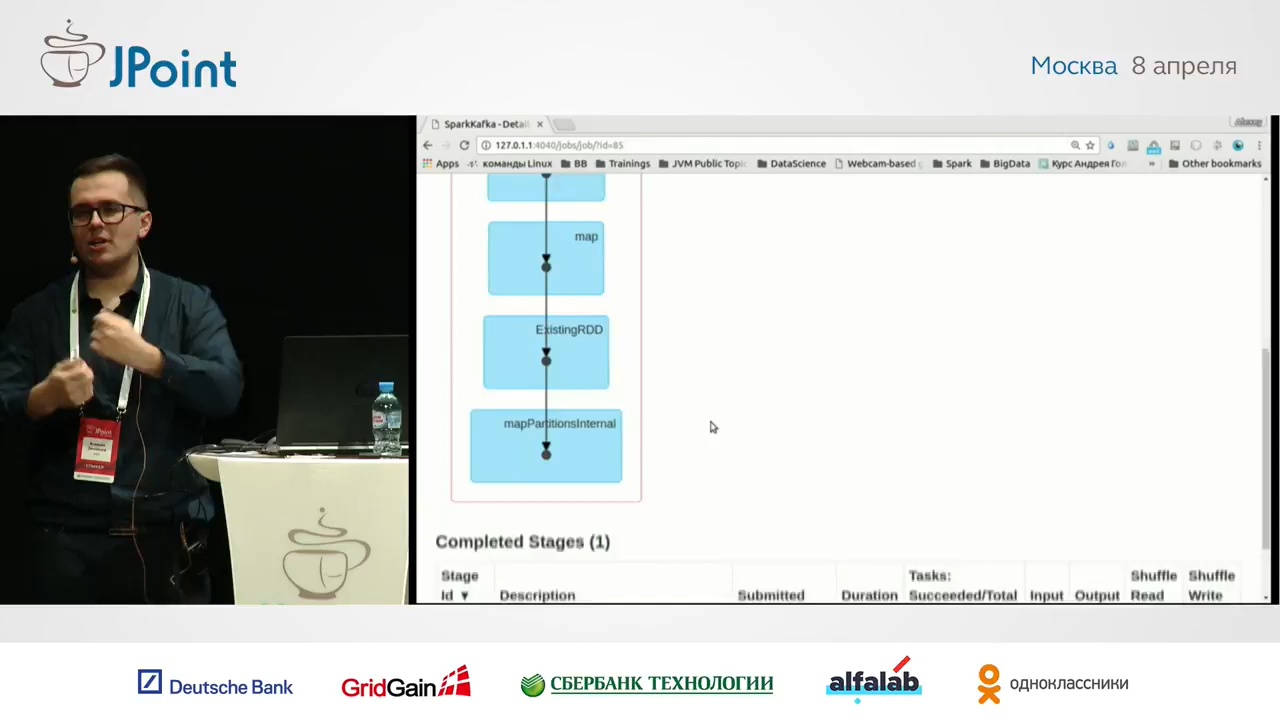 JPoint
Москва 8 апреля
SparkKafka - Detail
127.0.1.1:4040/jobs/job/?id=85
Apps команды Linux BB Trainings JVM Public Topic DataScience Webcam-based Spark BigData Other bookmarks
map
ExistingRDD
mapPartitionsInternal
Completed Stages (1)
Stage Id ▼ Description Submitted Duration Tasks: Succeeded/Total Input Output Shuffle Read Shuffle Write
JPoint
Deutsche Bank
GridGain
СБЕРБАНК ТЕХНОЛОГИИ
alfalab
одноклассники